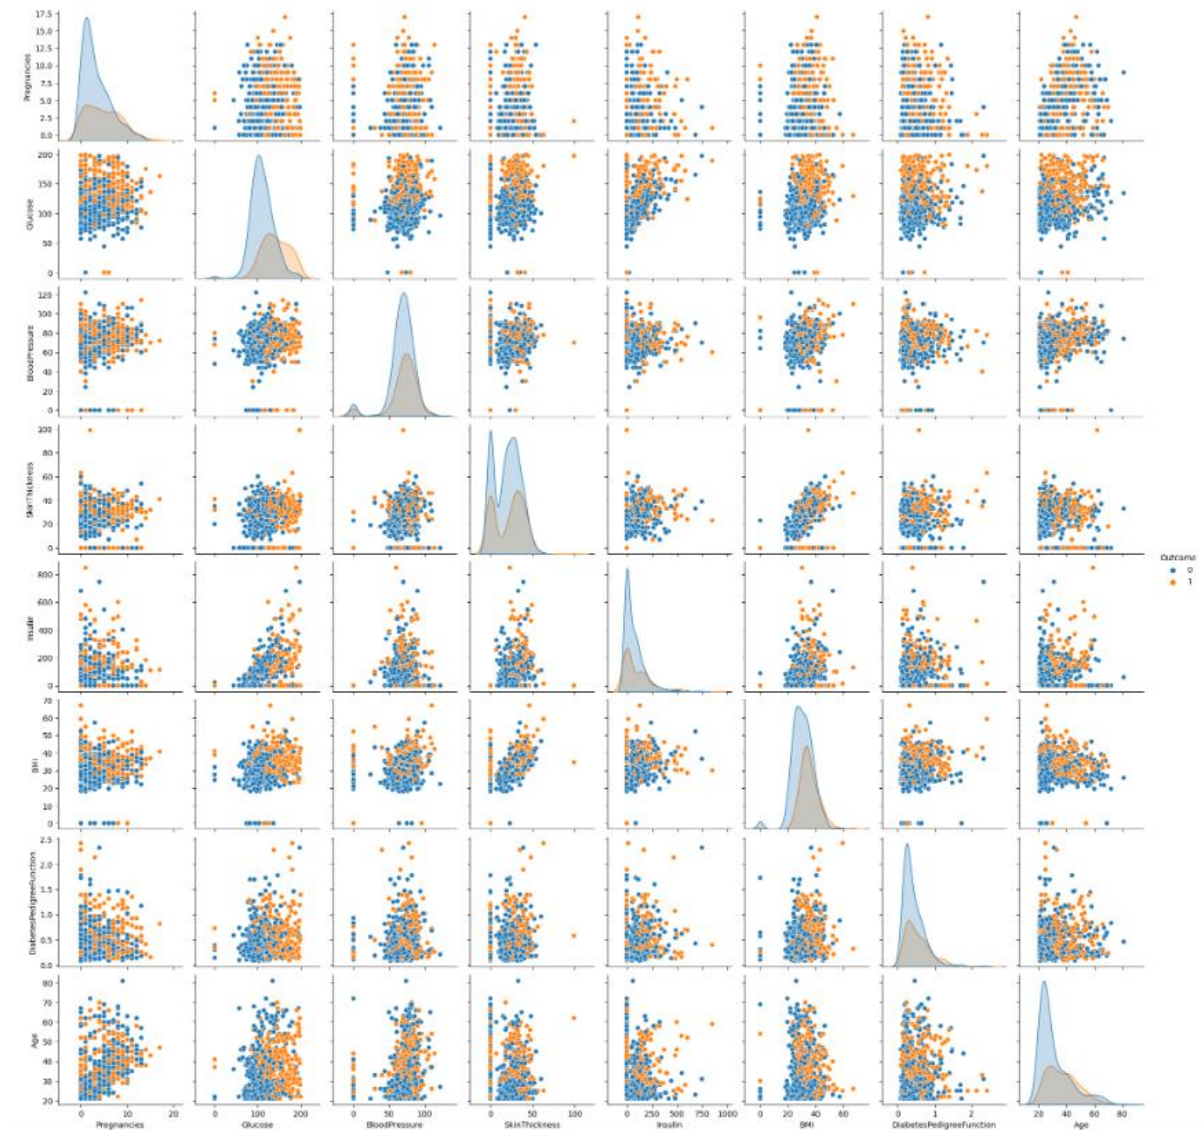 17.5
15.0
12.5
10.0
7.5
5.0
2.5
0.0
Pregnancies
200
150
100
50
0
Glucose
120
100
80
60
40
20
0
BloodPressure
100
80
60
40
20
0
SkinThickness
Outcome
0
1
800
600
400
200
0
Insulin
70
60
50
40
30
20
10
0
BMI
2.5
2.0
1.5
1.0
0.5
0.0
DiabetesPedigreeFunction
80
70
60
50
40
30
20
Age
0 10 20
0 100 200
0 50 100
0 50 100
0 250 500 750 1000
0 20 40 60
0 1 2
20 40 60 80
Pregnancies
Glucose
BloodPressure
SkinThickness
Insulin
BMI
DiabetesPedigreeFunction
Age